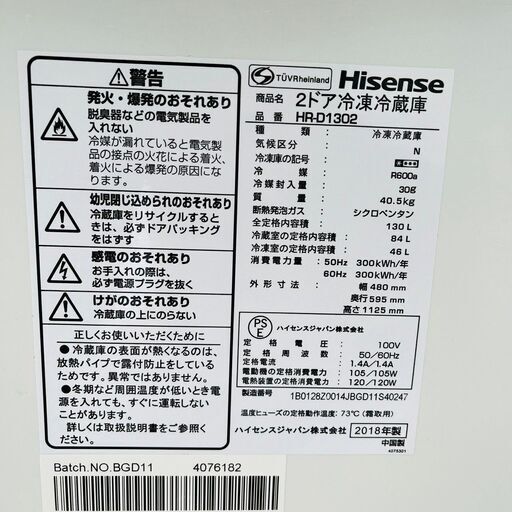 警告
発火・爆発のおそれあり
脱臭器などの電気製品を
入れない
冷媒が漏れていると電気製
品の接点の火花による着火、
着火による爆発の原因にな
ります。
幼児閉じ込めのおそれあり
冷蔵庫をリサイクルすると
きは、必ずドアパッキング
をはずす
感電のおそれあり
お手入れの際は、
必ず電源プラグを抜く
けがのおそれあり
冷蔵庫の上にのらない
正しくお使いいただくために
●冷蔵庫の表面が熱くなるのは、
放熱パイプで露付防止をしている
ためです。異常ではありません。
●冬期など周囲温度が低いとき電
源を入れても、すぐに運転しない
ことがあります。
詳しくは取扱説明書をごらんください
TÜVRheinland
Hisense
商品名 2ドア冷凍冷蔵庫
品番 HR-D1302
種類: 冷凍冷蔵庫
気候区分: N
冷凍庫の記号:
冷媒: R600a
冷媒封入量: 30g
質量: 40.5kg
断熱発泡ガス: シクロペンタン
全定格内容積: 130 L
冷蔵室の定格内容積: 84 L
冷凍室の定格内容積: 46 L
消費電力量: 50Hz 300kWh/年
60Hz 300kWh/年
外形寸法: 幅 480 mm
奥行 595 mm
高さ 1125 mm
PSE ハイセンスジャパン株式会社
定格電圧: 100V
定格周波数: 50/60Hz
定格電流: 1.4A/1.4A
電動機の定格消費電力: 105/105W
電熱装置の定格消費電力: 120/120W
製造番号: 1B0128Z0014JBGD11S40247
温度ヒューズの定格動作温度: 73℃ (霜取用)
ハイセンスジャパン株式会社
2018年製
中国製
4075301
Batch.NO.BGD11 4076182